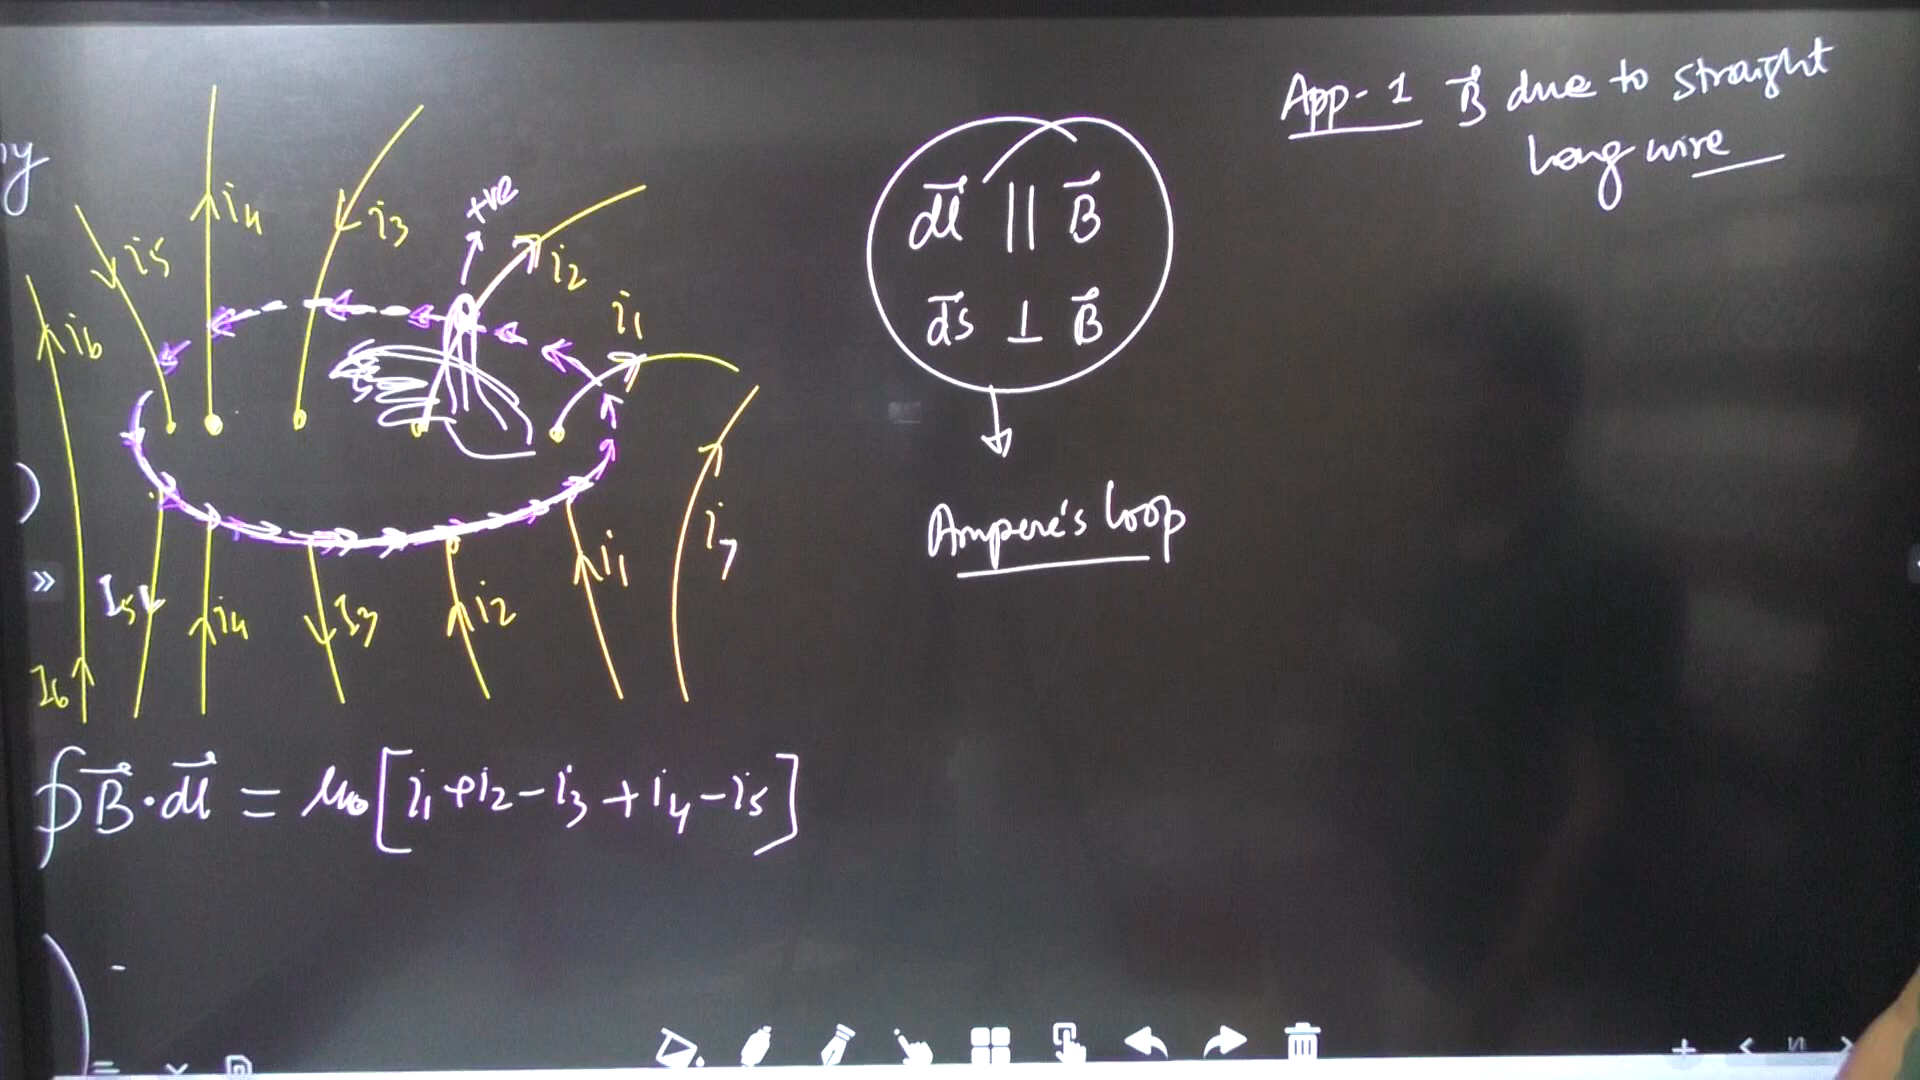 App-1 B⃗ due to straight
long wire
+ve
i5 i4 i3 i2 i1
i6
dl⃗ || B⃗
ds⃗ ⊥ B⃗
Ampere's loop
I5 i4 I3 i2 i1 i7
I6
∮B⃗·dl⃗ = μ0[i1+i2-i3+i4-i5]